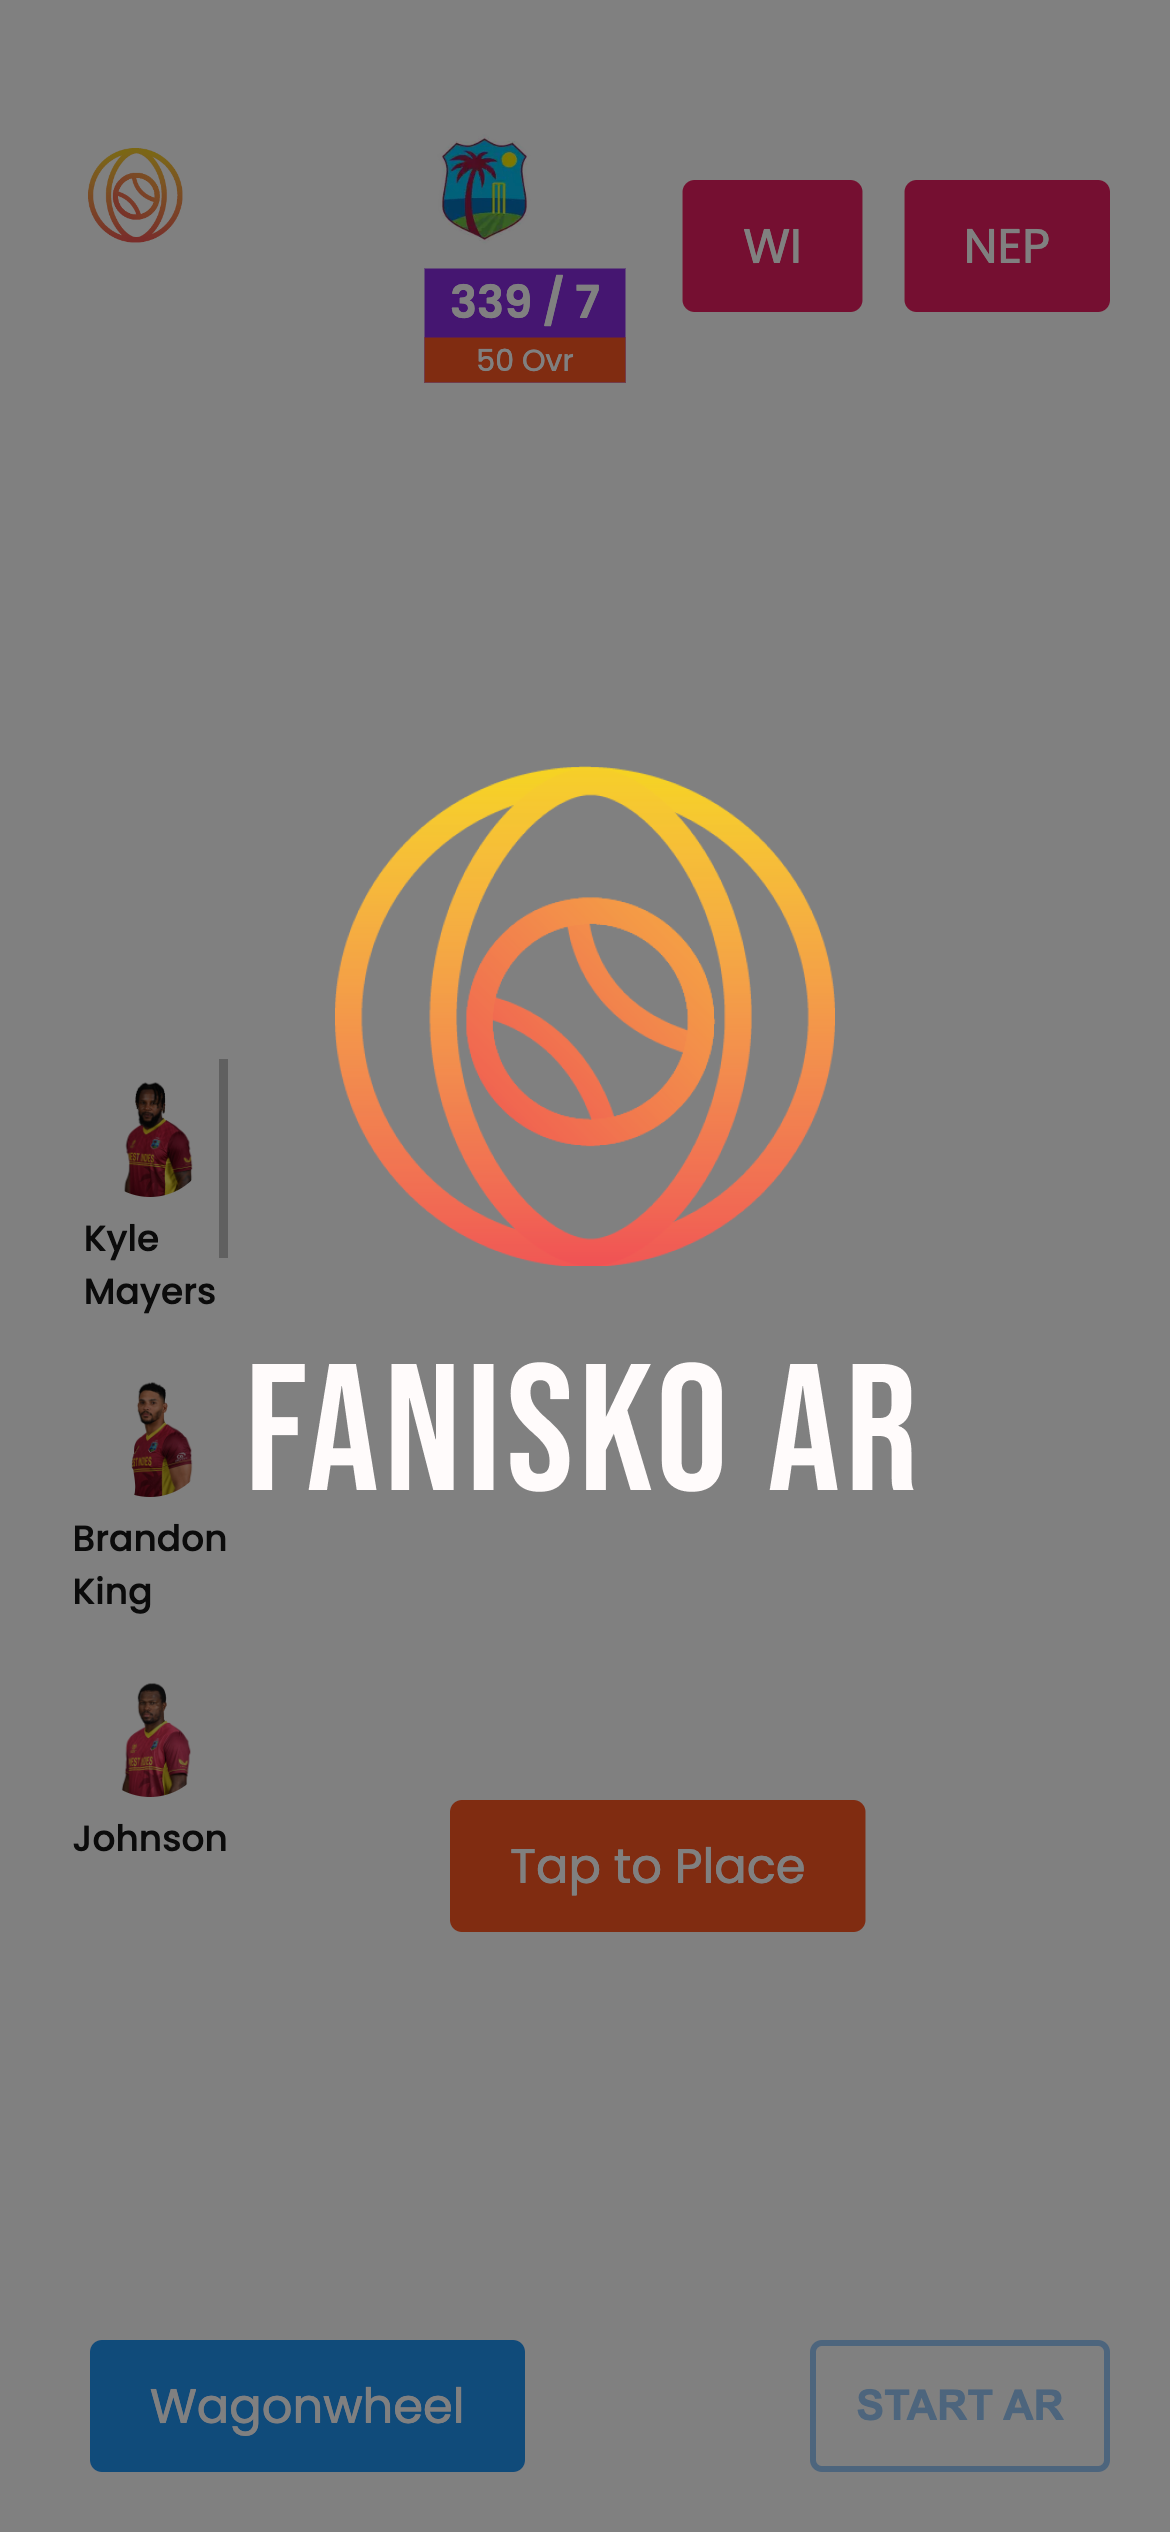 WI
NEP
339 / 7
50 Ovr
Kyle
Mayers
FANISKO AR
Brandon
King
Johnson
Tap to Place
Wagonwheel
START AR